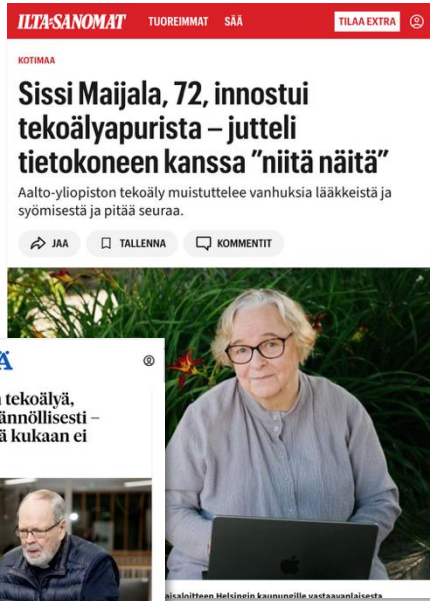 ILTA-SANOMAT TUOREIMMAT SÄÄ TILAA EXTRA
KOTIMAA
Sissi Maijala, 72, innostui
tekoälyapurista – jutteli
tietokoneen kanssa ”niitä näitä”
Aalto-yliopiston tekoäly muistuttelee vanhuksia lääkkeistä ja
syömisestä ja pitää seuraa.
JAA TALLENNA KOMMENTIT
tekoälyä,
ännöllisesti –
ä kukaan ei
Helsingin kaupungille vastaavanlaisesta